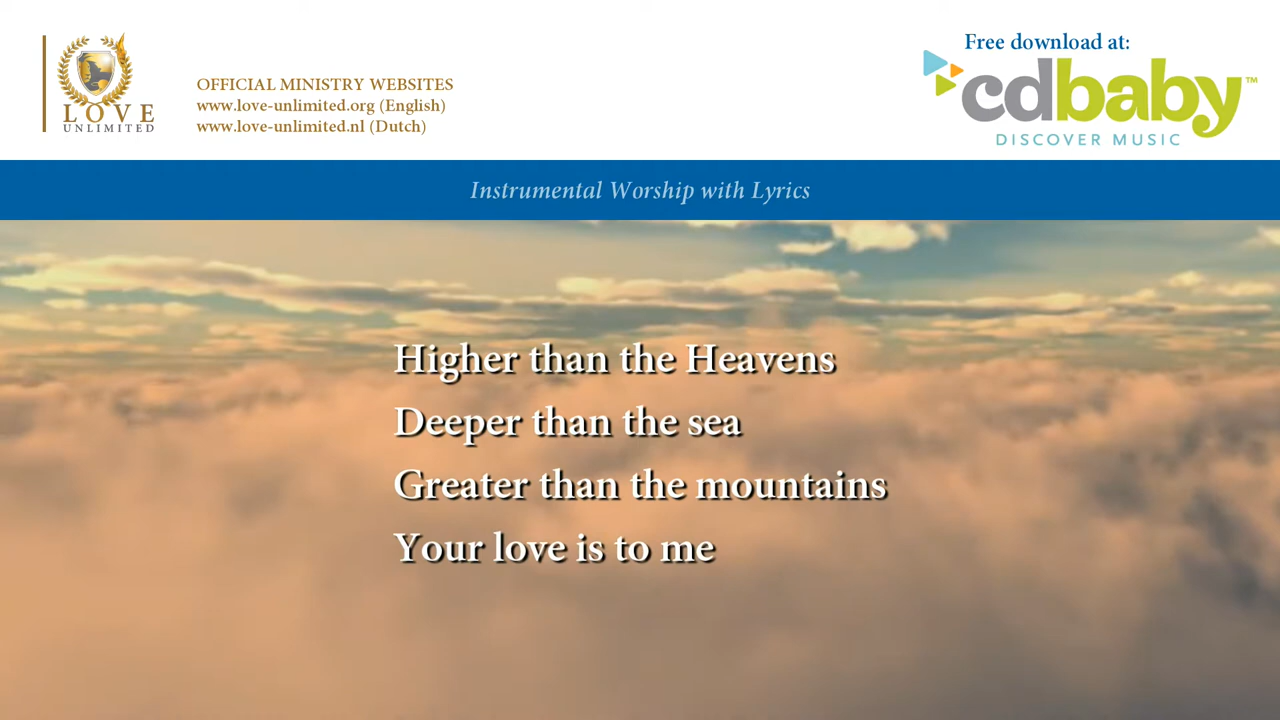 LOVE
UNLIMITED
OFFICIAL MINISTRY WEBSITES
www.love-unlimited.org (English)
www.love-unlimited.nl (Dutch)
Free download at:
cdbaby™
DISCOVER MUSIC
Instrumental Worship with Lyrics
Higher than the Heavens
Deeper than the sea
Greater than the mountains
Your love is to me